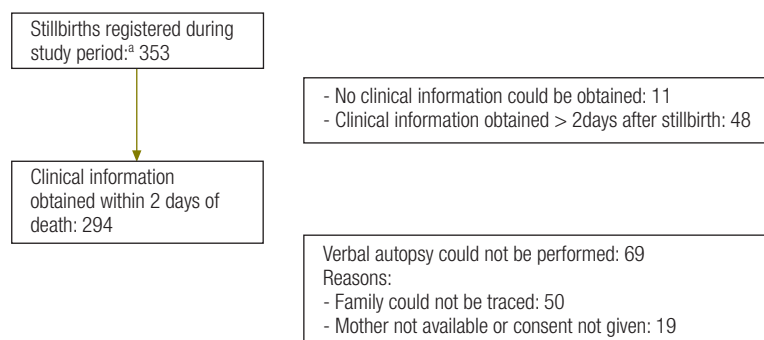 Stillbirths registered during
study period:ª 353
- No clinical information could be obtained: 11
- Clinical information obtained > 2days after stillbirth: 48
Clinical information
obtained within 2 days of
death: 294
Verbal autopsy could not be performed: 69
Reasons:
- Family could not be traced: 50
- Mother not available or consent not given: 19